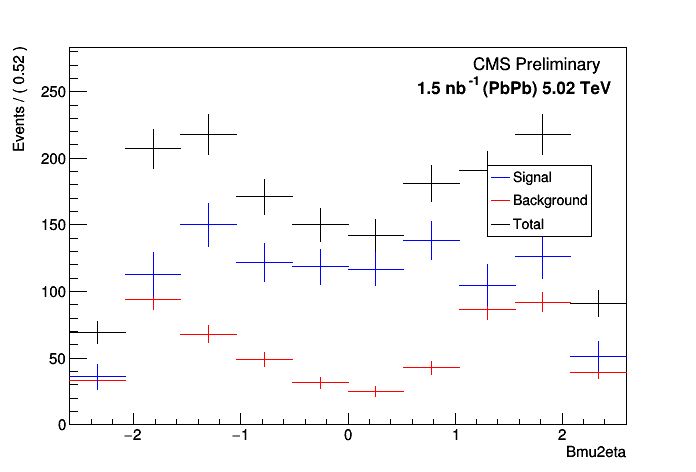 CMS Preliminary
1.5 nb-1 (PbPb) 5.02 TeV
Events / ( 0.52 )
250
200
150
100
50
0
Signal
Background
Total
−2 −1 0 1 2
Bmu2eta